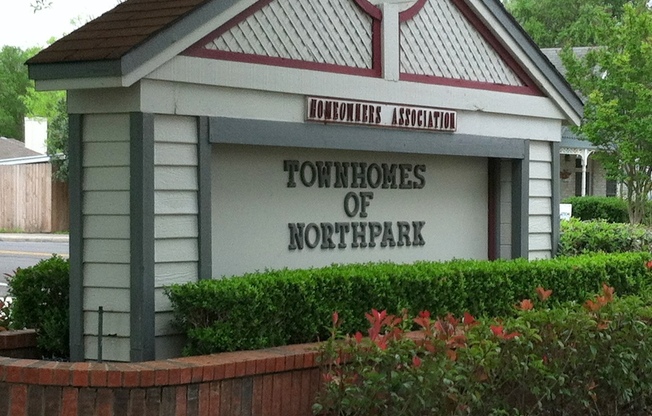 HOMEOWNERS ASSOCIATION
TOWNHOMES
OF
NORTHPARK